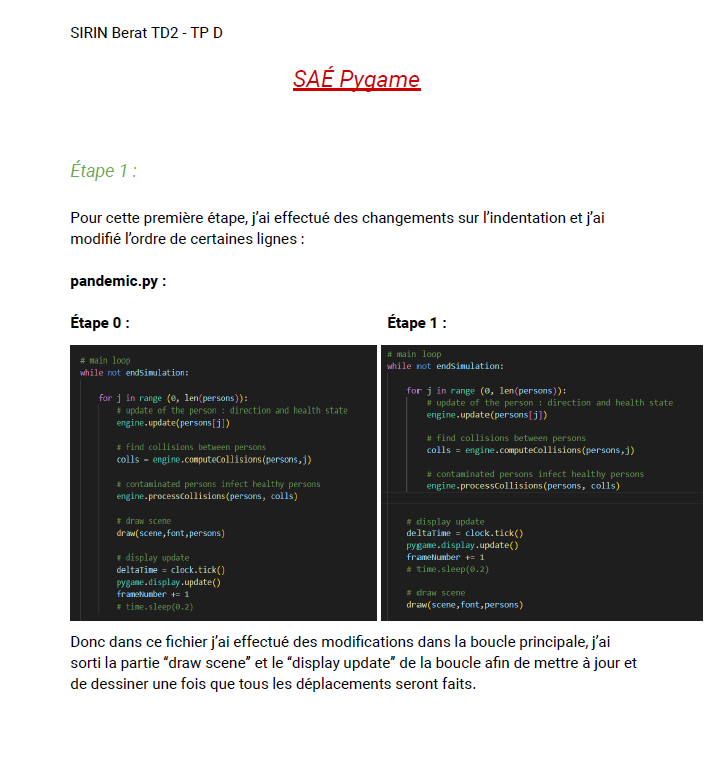 SIRIN Berat TD2 - TP D
SAÉ Pygame
Étape 1 :
Pour cette première étape, j'ai effectué des changements sur l'indentation et j'ai
modifié l'ordre de certaines lignes :
pandemic.py :
Étape 0 :
# main loop
while not endSimulation:
for j in range (0, len(persons)):
# update of the person : direction and health state
engine.update(persons[j])
# find collisions between persons
colls = engine.computeCollisions(persons,j)
# contaminated persons infect healthy persons
engine.processCollisions(persons, colls)
# draw scene
draw(scene,font,persons)
# display update
deltaTime = clock.tick()
pygame.display.update()
frameNumber += 1
# time.sleep(0.2)
Étape 1 :
# main loop
while not endSimulation:
for j in range (0, len(persons)):
# update of the person : direction and health state
engine.update(persons[j])
# find collisions between persons
colls = engine.computeCollisions(persons,j)
# contaminated persons infect healthy persons
engine.processCollisions(persons, colls)
# display update
deltaTime = clock.tick()
pygame.display.update()
frameNumber += 1
# time.sleep(0.2)
# draw scene
draw(scene,font,persons)
Donc dans ce fichier j'ai effectué des modifications dans la boucle principale, j'ai
sorti la partie “draw scene” et le “display update” de la boucle afin de mettre à jour et
de dessiner une fois que tous les déplacements seront faits.